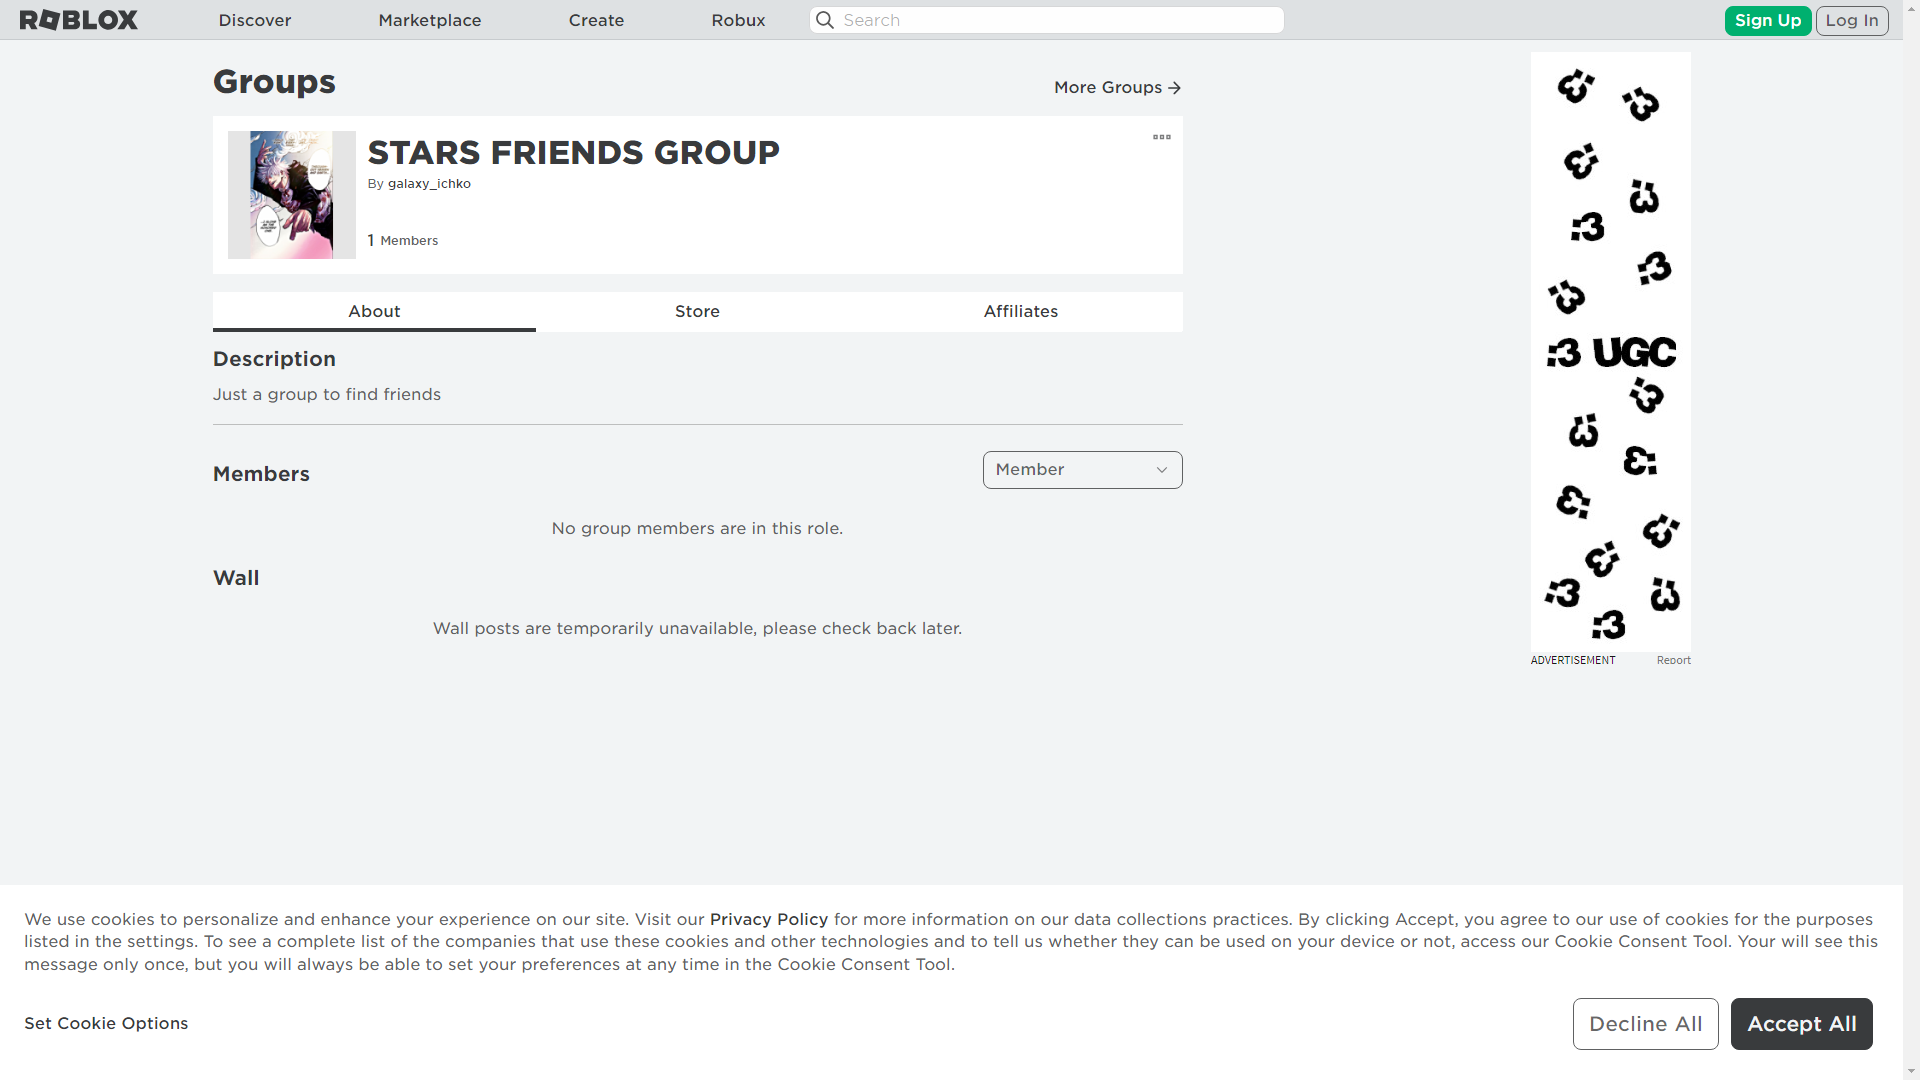 ROBLOX
Discover
Marketplace
Create
Robux
Search
Sign Up
Log In
Groups
More Groups →
STARS FRIENDS GROUP
By galaxy_ichko
1 Members
About
Store
Affiliates
Description
Just a group to find friends
Members
Member
No group members are in this role.
Wall
Wall posts are temporarily unavailable, please check back later.
:3
:3
:3
:3
:3
:3
:3
:3 UGC
:3
:3
:3
:3
:3
:3
:3
:3
:3
ADVERTISEMENT
Report
We use cookies to personalize and enhance your experience on our site. Visit our Privacy Policy for more information on our data collections practices. By clicking Accept, you agree to our use of cookies for the purposes
listed in the settings. To see a complete list of the companies that use these cookies and other technologies and to tell us whether they can be used on your device or not, access our Cookie Consent Tool. Your will see this
message only once, but you will always be able to set your preferences at any time in the Cookie Consent Tool.
Set Cookie Options
Decline All
Accept All